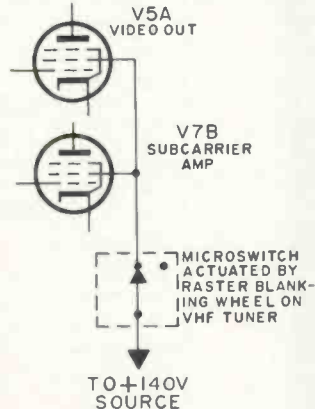 V5A
VIDEO OUT
V7B
SUBCARRIER
AMP
MICROSWITCH
ACTUATED BY
RASTER BLANK-
ING WHEEL ON
VHF TUNER
TO+140V
SOURCE